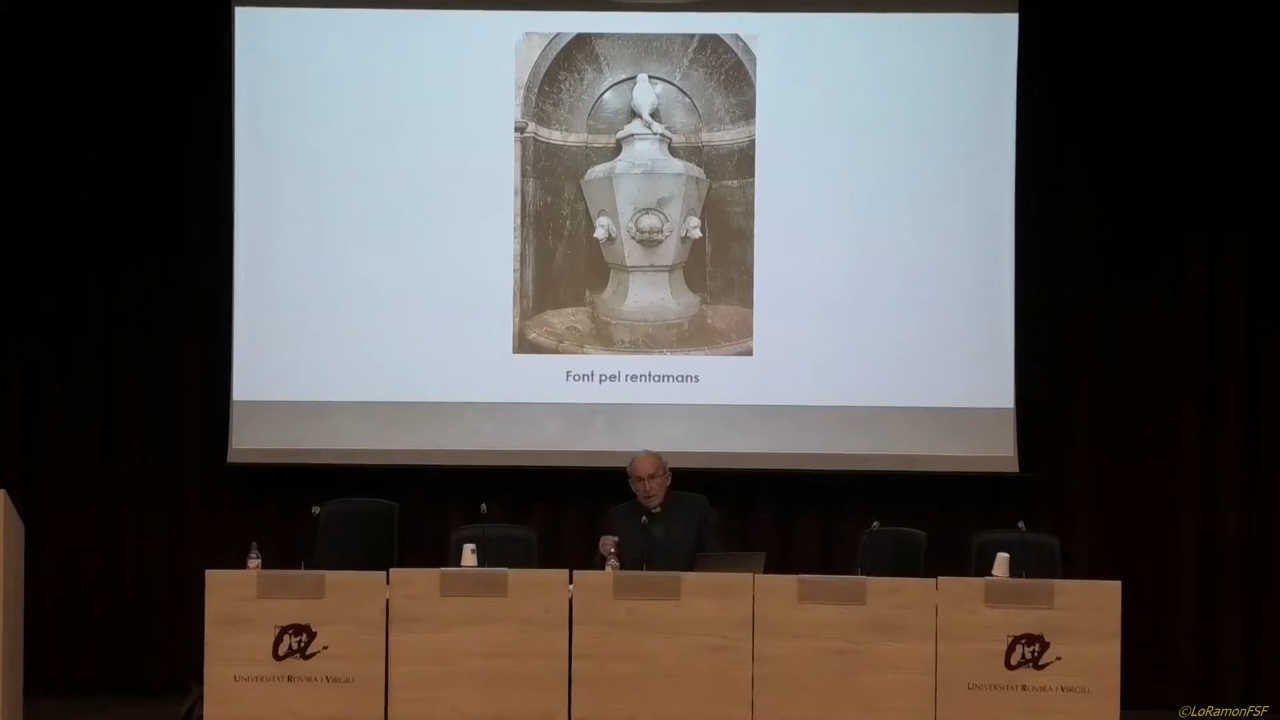 Font pel rentamans
UNIVERSITAT ROVIRA I VIRGILI
UNIVERSITAT ROVIRA I VIRGILI
©LoRamonFSF